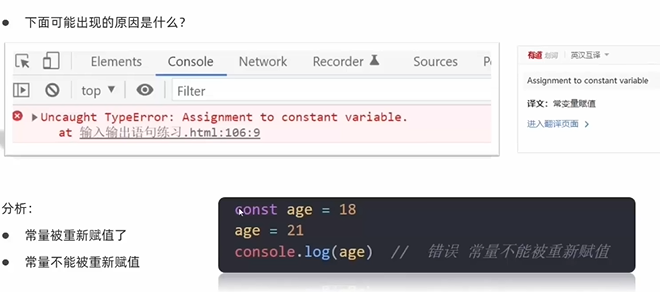 ● 下面可能出现的原因是什么？
Elements Console Network Recorder Sources
top ▼ Filter
Uncaught TypeError: Assignment to constant variable.
at 输入输出语句练习.html:106:9
有道 英汉互译
Assignment to constant variable
译文：常变量赋值
进入翻译页面 >
分析：
● 常量被重新赋值了
● 常量不能被重新赋值
const age = 18
age = 21
console.log(age) // 错误 常量不能被重新赋值